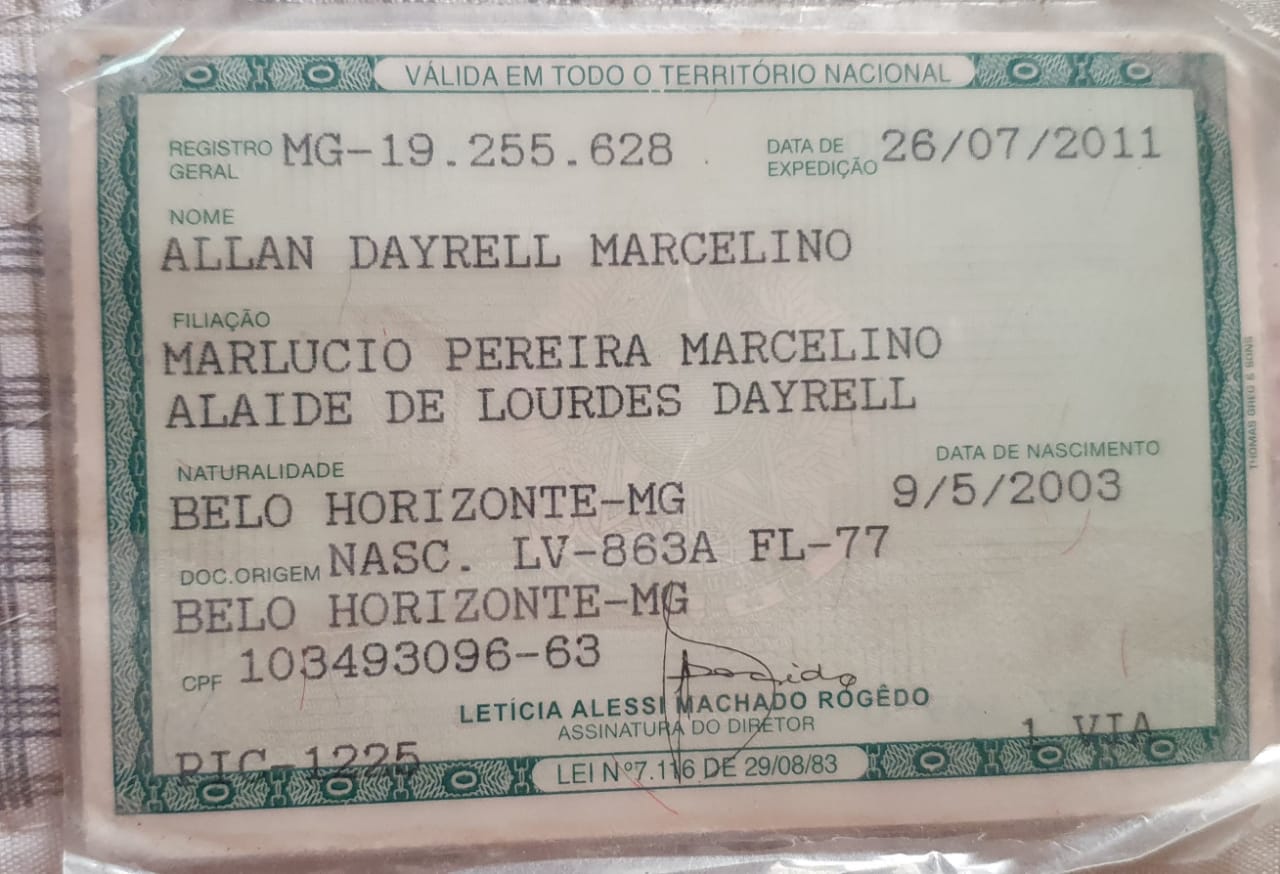 VÁLIDA EM TODO O TERRITÓRIO NACIONAL
REGISTRO GERAL MG-19.255.628 DATA DE EXPEDIÇÃO 26/07/2011
NOME
ALLAN DAYRELL MARCELINO
FILIAÇÃO
MARLUCIO PEREIRA MARCELINO
ALAIDE DE LOURDES DAYRELL
NATURALIDADE DATA DE NASCIMENTO
BELO HORIZONTE-MG 9/5/2003
DOC.ORIGEM NASC. LV-863A FL-77
BELO HORIZONTE-MG
CPF 103493096-63
LETÍCIA ALESSI MACHADO ROGÊDO
ASSINATURA DO DIRETOR
PIC-1225 1 VIA
LEI Nº7.116 DE 29/08/83
THOMAS GREG & SONS